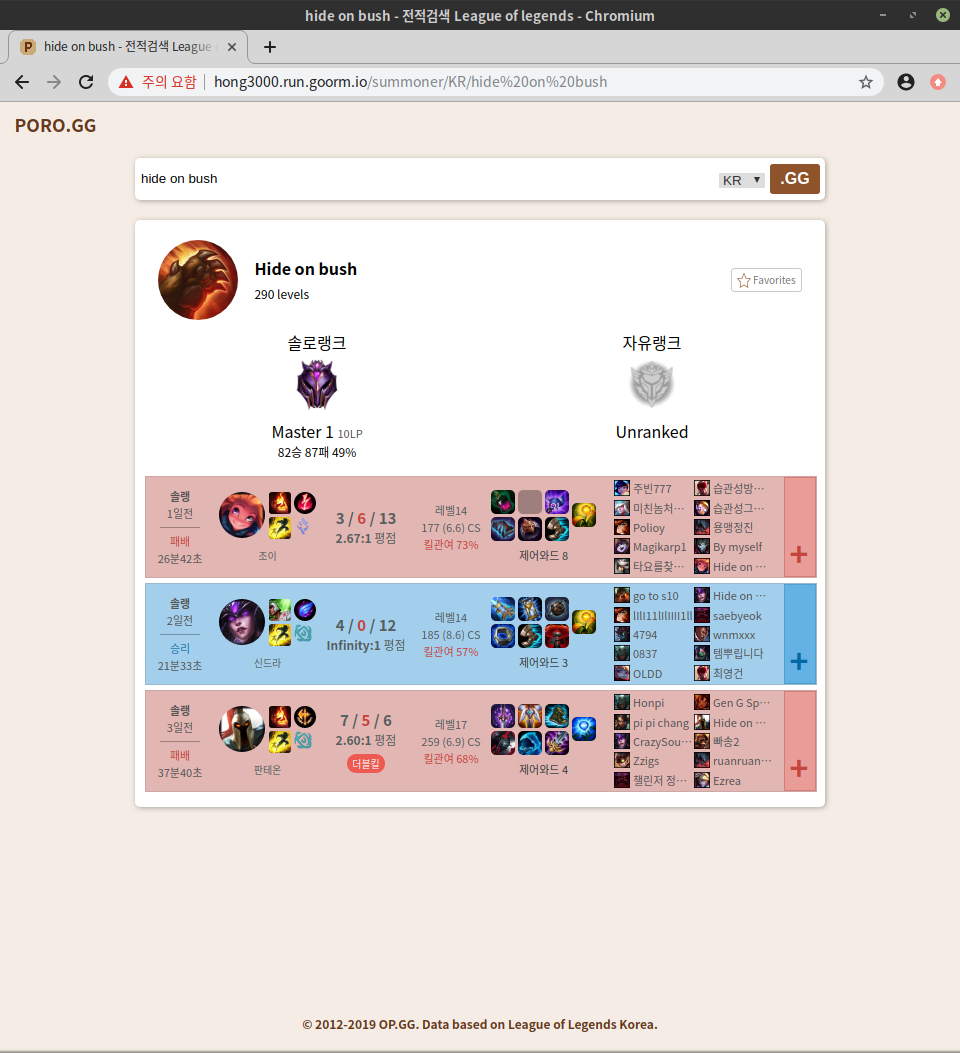 hide on bush - 전적검색 League of legends - Chromium
hide on bush - 전적검색 League
주의 요함 hong3000.run.goorm.io/summoner/KR/hide%20on%20bush
PORO.GG
hide on bush KR .GG
Hide on bush
290 levels
Favorites
솔로랭크
Master 1 10LP
82승 87패 49%
자유랭크
Unranked
솔랭
1일전
패배
26분42초
조이
3 / 6 / 13
2.67:1 평점
레벨14
177 (6.6) CS
킬관여 73%
제어와드 8
주빈777 습관성방…
미친놈처… 습관성그…
Polioy 용맹정진
Magikarp1 By myself
타요를찾… Hide on …
+
솔랭
2일전
승리
21분33초
신드라
4 / 0 / 12
Infinity:1 평점
레벨14
185 (8.6) CS
킬관여 57%
제어와드 3
go to s10 Hide on …
saebyeok
4794 wnmxxx
0837 템뿌립니다
OLDD 최영건
+
솔랭
3일전
패배
37분40초
판테온
7 / 5 / 6
2.60:1 평점
더블킬
레벨17
259 (6.9) CS
킬관여 68%
제어와드 4
Honpi Gen G Sp…
pi pi chang Hide on …
CrazySou… 빠송2
Zzigs ruanruan…
챌린저 정… Ezrea
+
© 2012-2019 OP.GG. Data based on League of Legends Korea.